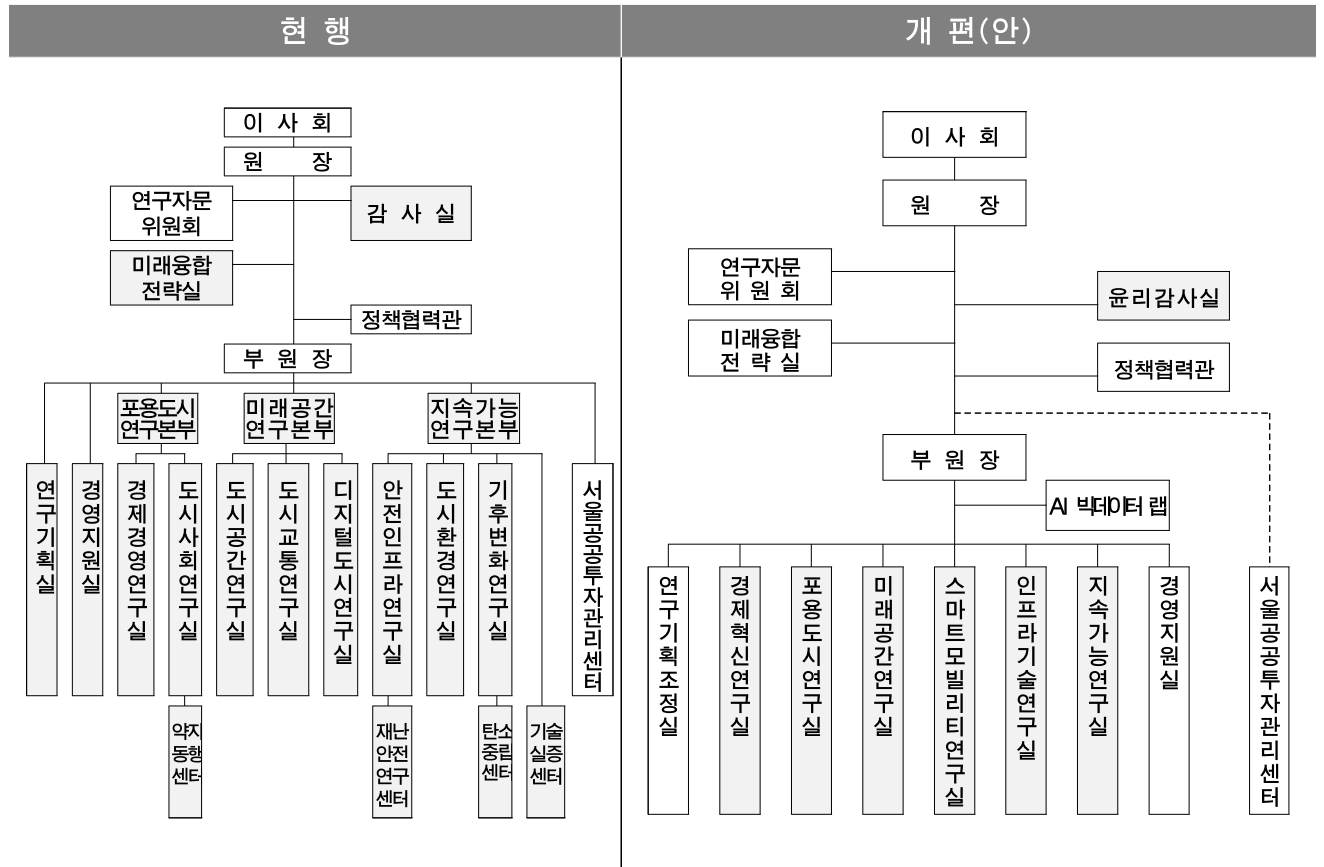 현 행
개 편(안)
이 사 회
원 장
연구자문
위원회
감 사 실
미래융합
전략실
정책협력관
부 원 장
포용도시
연구본부
미래공간
연구본부
지속가능
연구본부
연구기획실
경영지원실
경제경영연구실
도시사회연구실
도시공간연구실
도시교통연구실
디지털도시연구실
안전인프라연구실
도시환경연구실
기후변화연구실
서울공공투자관리센터
약자
동행
센터
재난
안전
연구
센터
탄소
중립
센터
기술
실증
센터
이 사 회
원 장
연구자문
위 원 회
윤리감사실
미래융합
전 략 실
정책협력관
부 원 장
AI 빅데이터 랩
연구기획조정실
경제혁신연구실
포용도시연구실
미래공간연구실
스마트모빌리티연구실
인프라기술연구실
지속가능연구실
경영지원실
서울공공투자관리센터